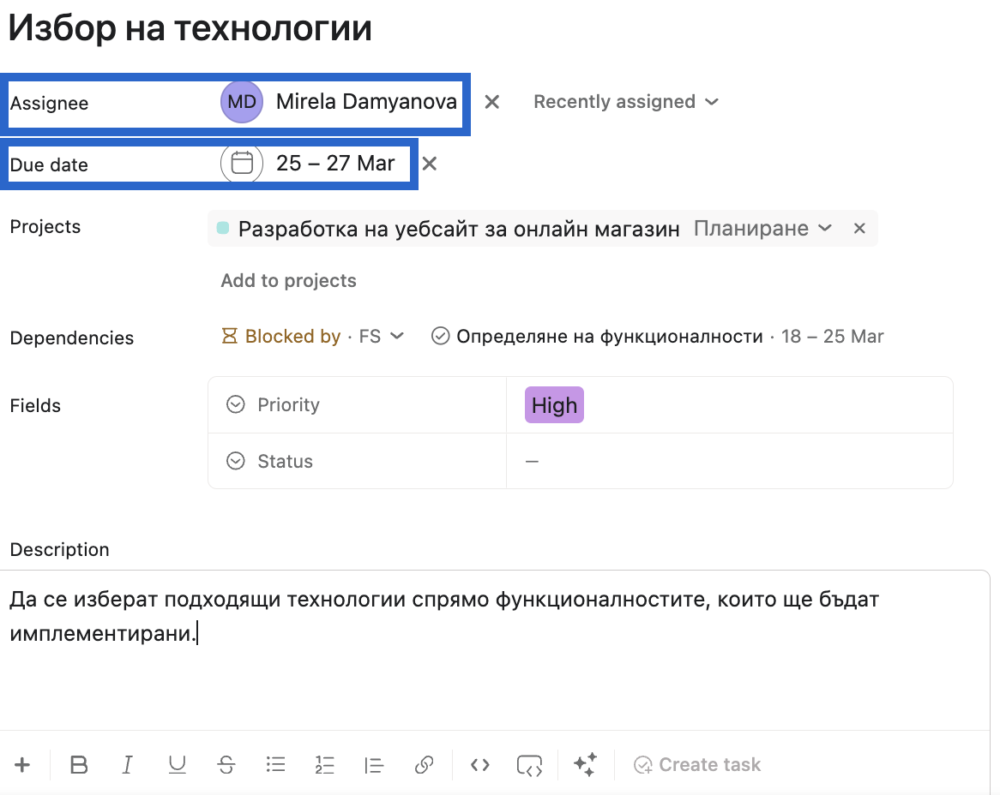 Избор на технологии
Assignee MD Mirela Damyanova Recently assigned
Due date 25 – 27 Mar
Projects Разработка на уебсайт за онлайн магазин Планиране
Add to projects
Dependencies Blocked by · FS Определяне на функционалности · 18 – 25 Mar
Fields Priority High
Status –
Description
Да се изберат подходящи технологии спрямо функционалностите, които ще бъдат
имплементирани.
Create task